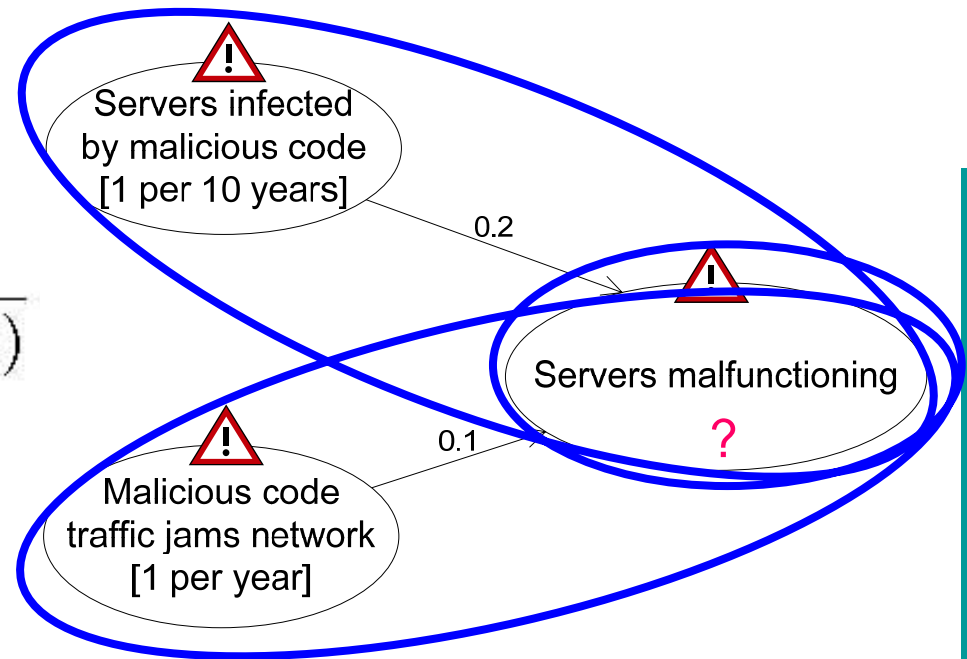 !
Servers infected
by malicious code
[1 per 10 years]
0.2
)
!
Servers malfunctioning
?
0.1
!
Malicious code
traffic jams network
[1 per year]